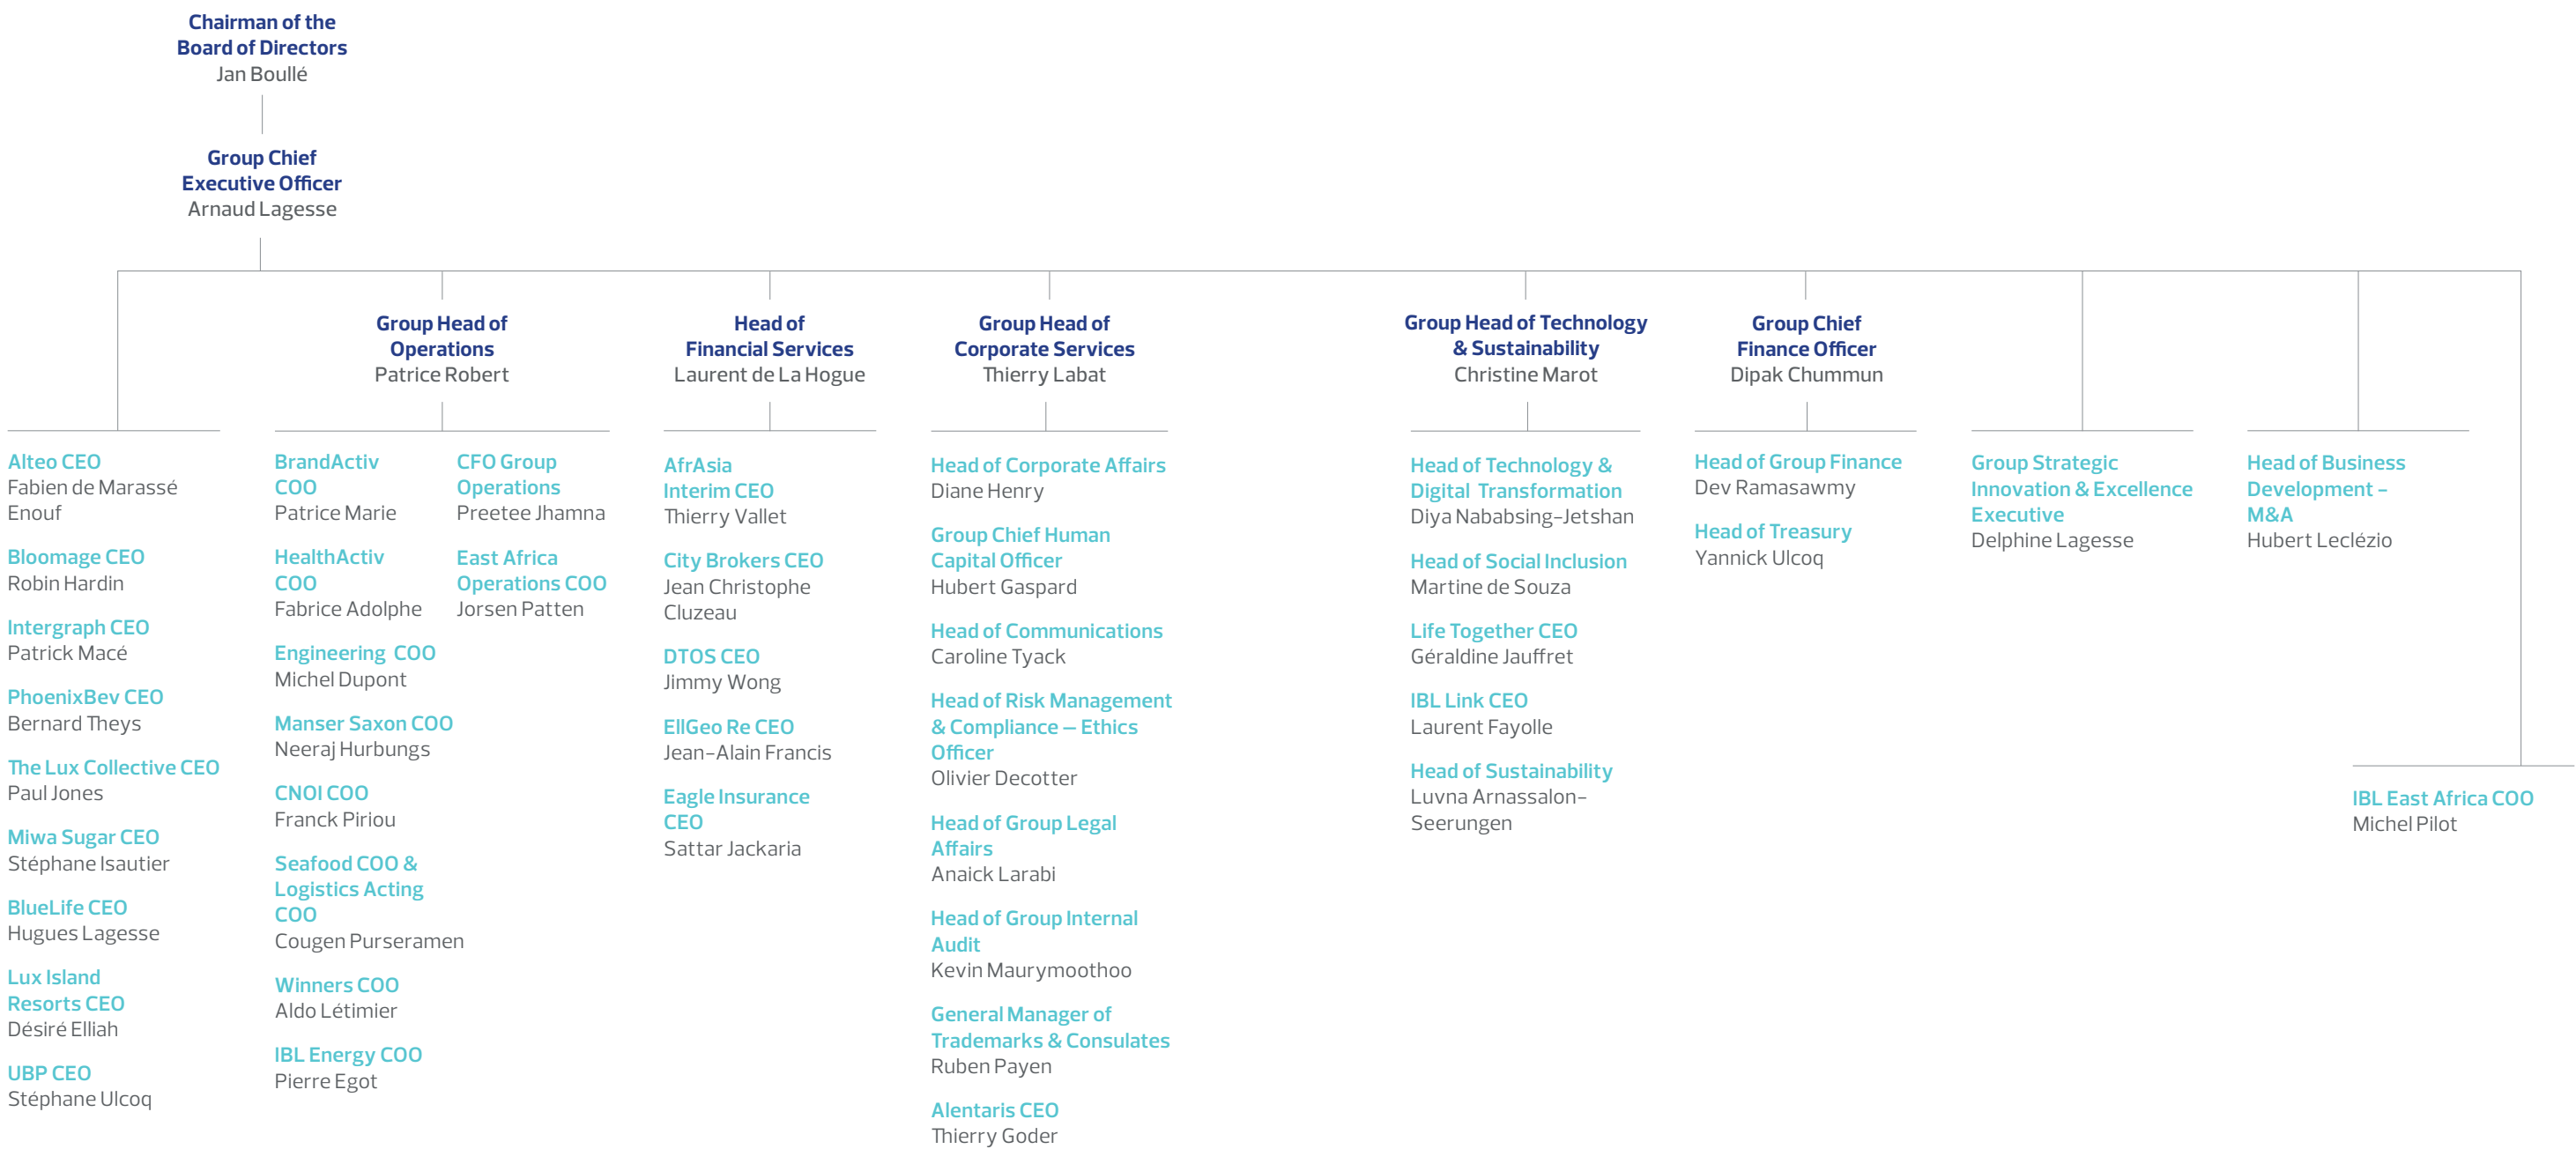 Chairman of the
Board of Directors
Jan Boullé
Group Chief
Executive Officer
Arnaud Lagesse
Group Head of
Operations
Patrice Robert
Head of
Financial Services
Laurent de La Hogue
Group Head of
Corporate Services
Thierry Labat
Group Head of Technology
& Sustainability
Christine Marot
Group Chief
Finance Officer
Dipak Chummun
Alteo CEO
Fabien de Marassé
Enouf
Bloomage CEO
Robin Hardin
Intergraph CEO
Patrick Macé
PhoenixBev CEO
Bernard Theys
The Lux Collective CEO
Paul Jones
Miwa Sugar CEO
Stéphane Isautier
BlueLife CEO
Hugues Lagesse
Lux Island
Resorts CEO
Désiré Elliah
UBP CEO
Stéphane Ulcoq
BrandActiv
COO
Patrice Marie
HealthActiv
COO
Fabrice Adolphe
Engineering COO
Michel Dupont
Manser Saxon COO
Neeraj Hurbungs
CNOI COO
Franck Piriou
Seafood COO &
Logistics Acting
COO
Cougen Purseramen
Winners COO
Aldo Létimier
IBL Energy COO
Pierre Egot
CFO Group
Operations
Preetee Jhamna
East Africa
Operations COO
Jorsen Patten
AfrAsia
Interim CEO
Thierry Vallet
City Brokers CEO
Jean Christophe
Cluzeau
DTOS CEO
Jimmy Wong
EllGeo Re CEO
Jean-Alain Francis
Eagle Insurance
CEO
Sattar Jackaria
Head of Corporate Affairs
Diane Henry
Group Chief Human
Capital Officer
Hubert Gaspard
Head of Communications
Caroline Tyack
Head of Risk Management
& Compliance – Ethics
Officer
Olivier Decotter
Head of Group Legal
Affairs
Anaick Larabi
Head of Group Internal
Audit
Kevin Maurymoothoo
General Manager of
Trademarks & Consulates
Ruben Payen
Alentaris CEO
Thierry Goder
Head of Technology &
Digital Transformation
Diya Nababsing-Jetshan
Head of Social Inclusion
Martine de Souza
Life Together CEO
Géraldine Jauffret
IBL Link CEO
Laurent Fayolle
Head of Sustainability
Luvna Arnassalon-
Seerungen
Head of Group Finance
Dev Ramasawmy
Head of Treasury
Yannick Ulcoq
Group Strategic
Innovation & Excellence
Executive
Delphine Lagesse
Head of Business
Development -
M&A
Hubert Leclézio
IBL East Africa COO
Michel Pilot